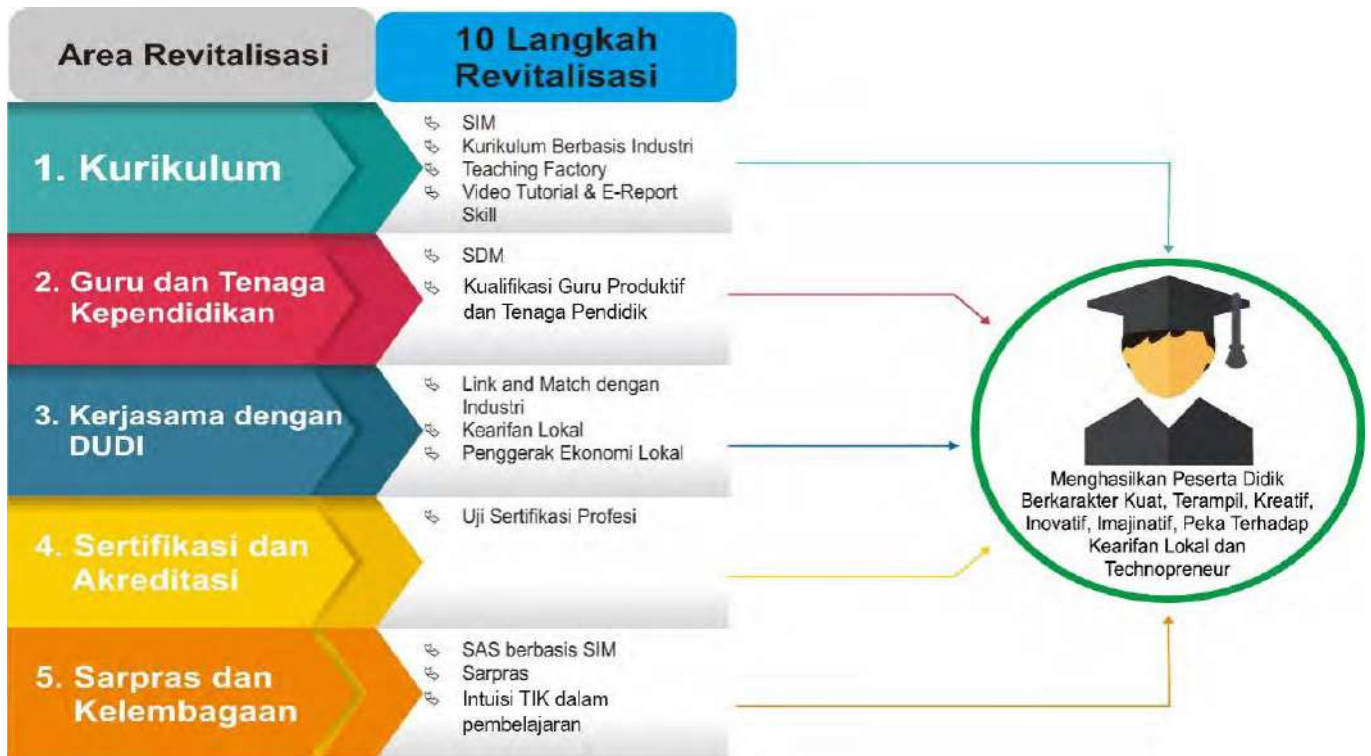 Area Revitalisasi
10 Langkah
Revitalisasi
1. Kurikulum
SIM
Kurikulum Berbasis Industri
Teaching Factory
Video Tutorial & E-Report
Skill
2. Guru dan Tenaga
Kependidikan
SDM
Kualifikasi Guru Produktif
dan Tenaga Pendidik
3. Kerjasama dengan
DUDI
Link and Match dengan
Industri
Kearifan Lokal
Penggerak Ekonomi Lokal
4. Sertifikasi dan
Akreditasi
Uji Sertifikasi Profesi
5. Sarpras dan
Kelembagaan
SAS berbasis SIM
Sarpras
Intuisi TIK dalam
pembelajaran
Menghasilkan Peserta Didik
Berkarakter Kuat, Terampil, Kreatif,
Inovatif, Imajinatif, Peka Terhadap
Kearifan Lokal dan
Technopreneur